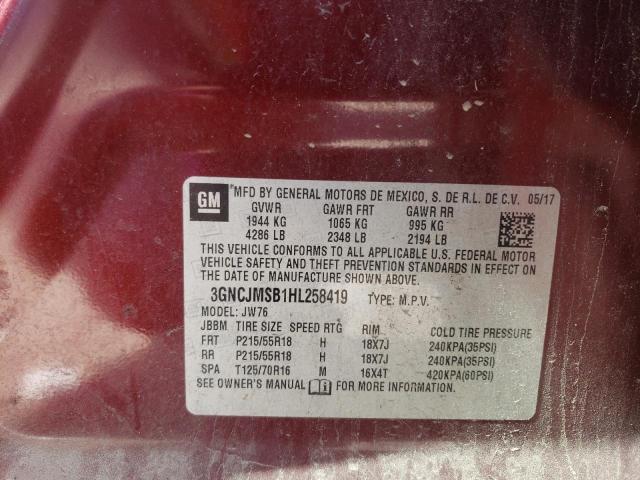 GM
®MFD BY GENERAL MOTORS DE MEXICO, S. DE R.L. DE C.V. 05/17
GVWR GAWR FRT GAWR RR
1944 KG 1065 KG 995 KG
4286 LB 2348 LB 2194 LB
THIS VEHICLE CONFORMS TO ALL APPLICABLE U.S. FEDERAL MOTOR
VEHICLE SAFETY AND THEFT PREVENTION STANDARDS IN EFFECT ON
THE DATE OF MANUFACTURE SHOWN ABOVE.
3GNCJMSB1HL258419 TYPE: M.P.V.
MODEL: JW76
JBBM TIRE SIZE SPEED RTG RIM COLD TIRE PRESSURE
FRT P215/55R18 H 18X7J 240KPA(35PSI)
RR P215/55R18 H 18X7J 240KPA(35PSI)
SPA T125/70R16 M 16X4T 420KPA(60PSI)
SEE OWNER'S MANUAL FOR MORE INFORMATION.